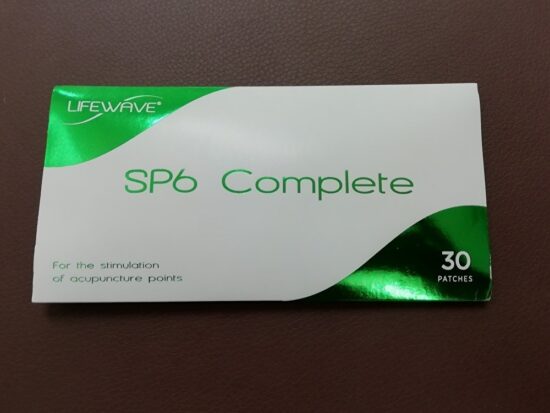 LIFEWAVE®
SP6 Complete
For the stimulation
of acupuncture points
30
PATCHES